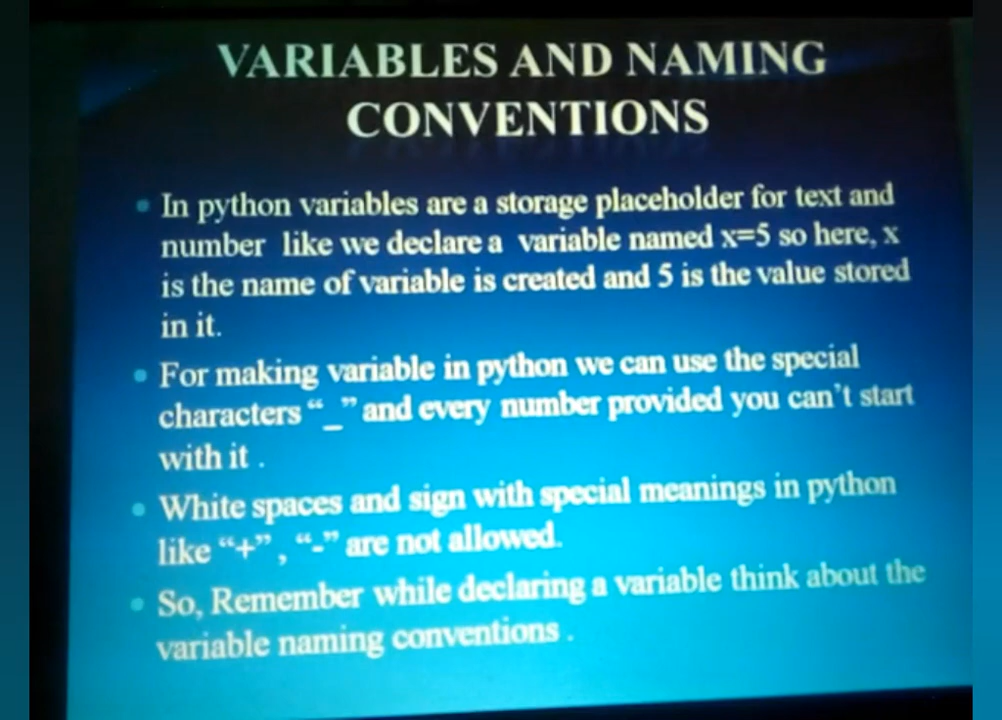 VARIABLES AND NAMING
CONVENTIONS
In python variables are a storage placeholder for text and
number like we declare a variable named x=5 so here, x
is the name of variable is created and 5 is the value stored
in it.
For making variable in python we can use the special
characters “_” and every number provided you can’t start
with it .
White spaces and sign with special meanings in python
like “+” , “-” are not allowed.
So, Remember while declaring a variable think about the
variable naming conventions .